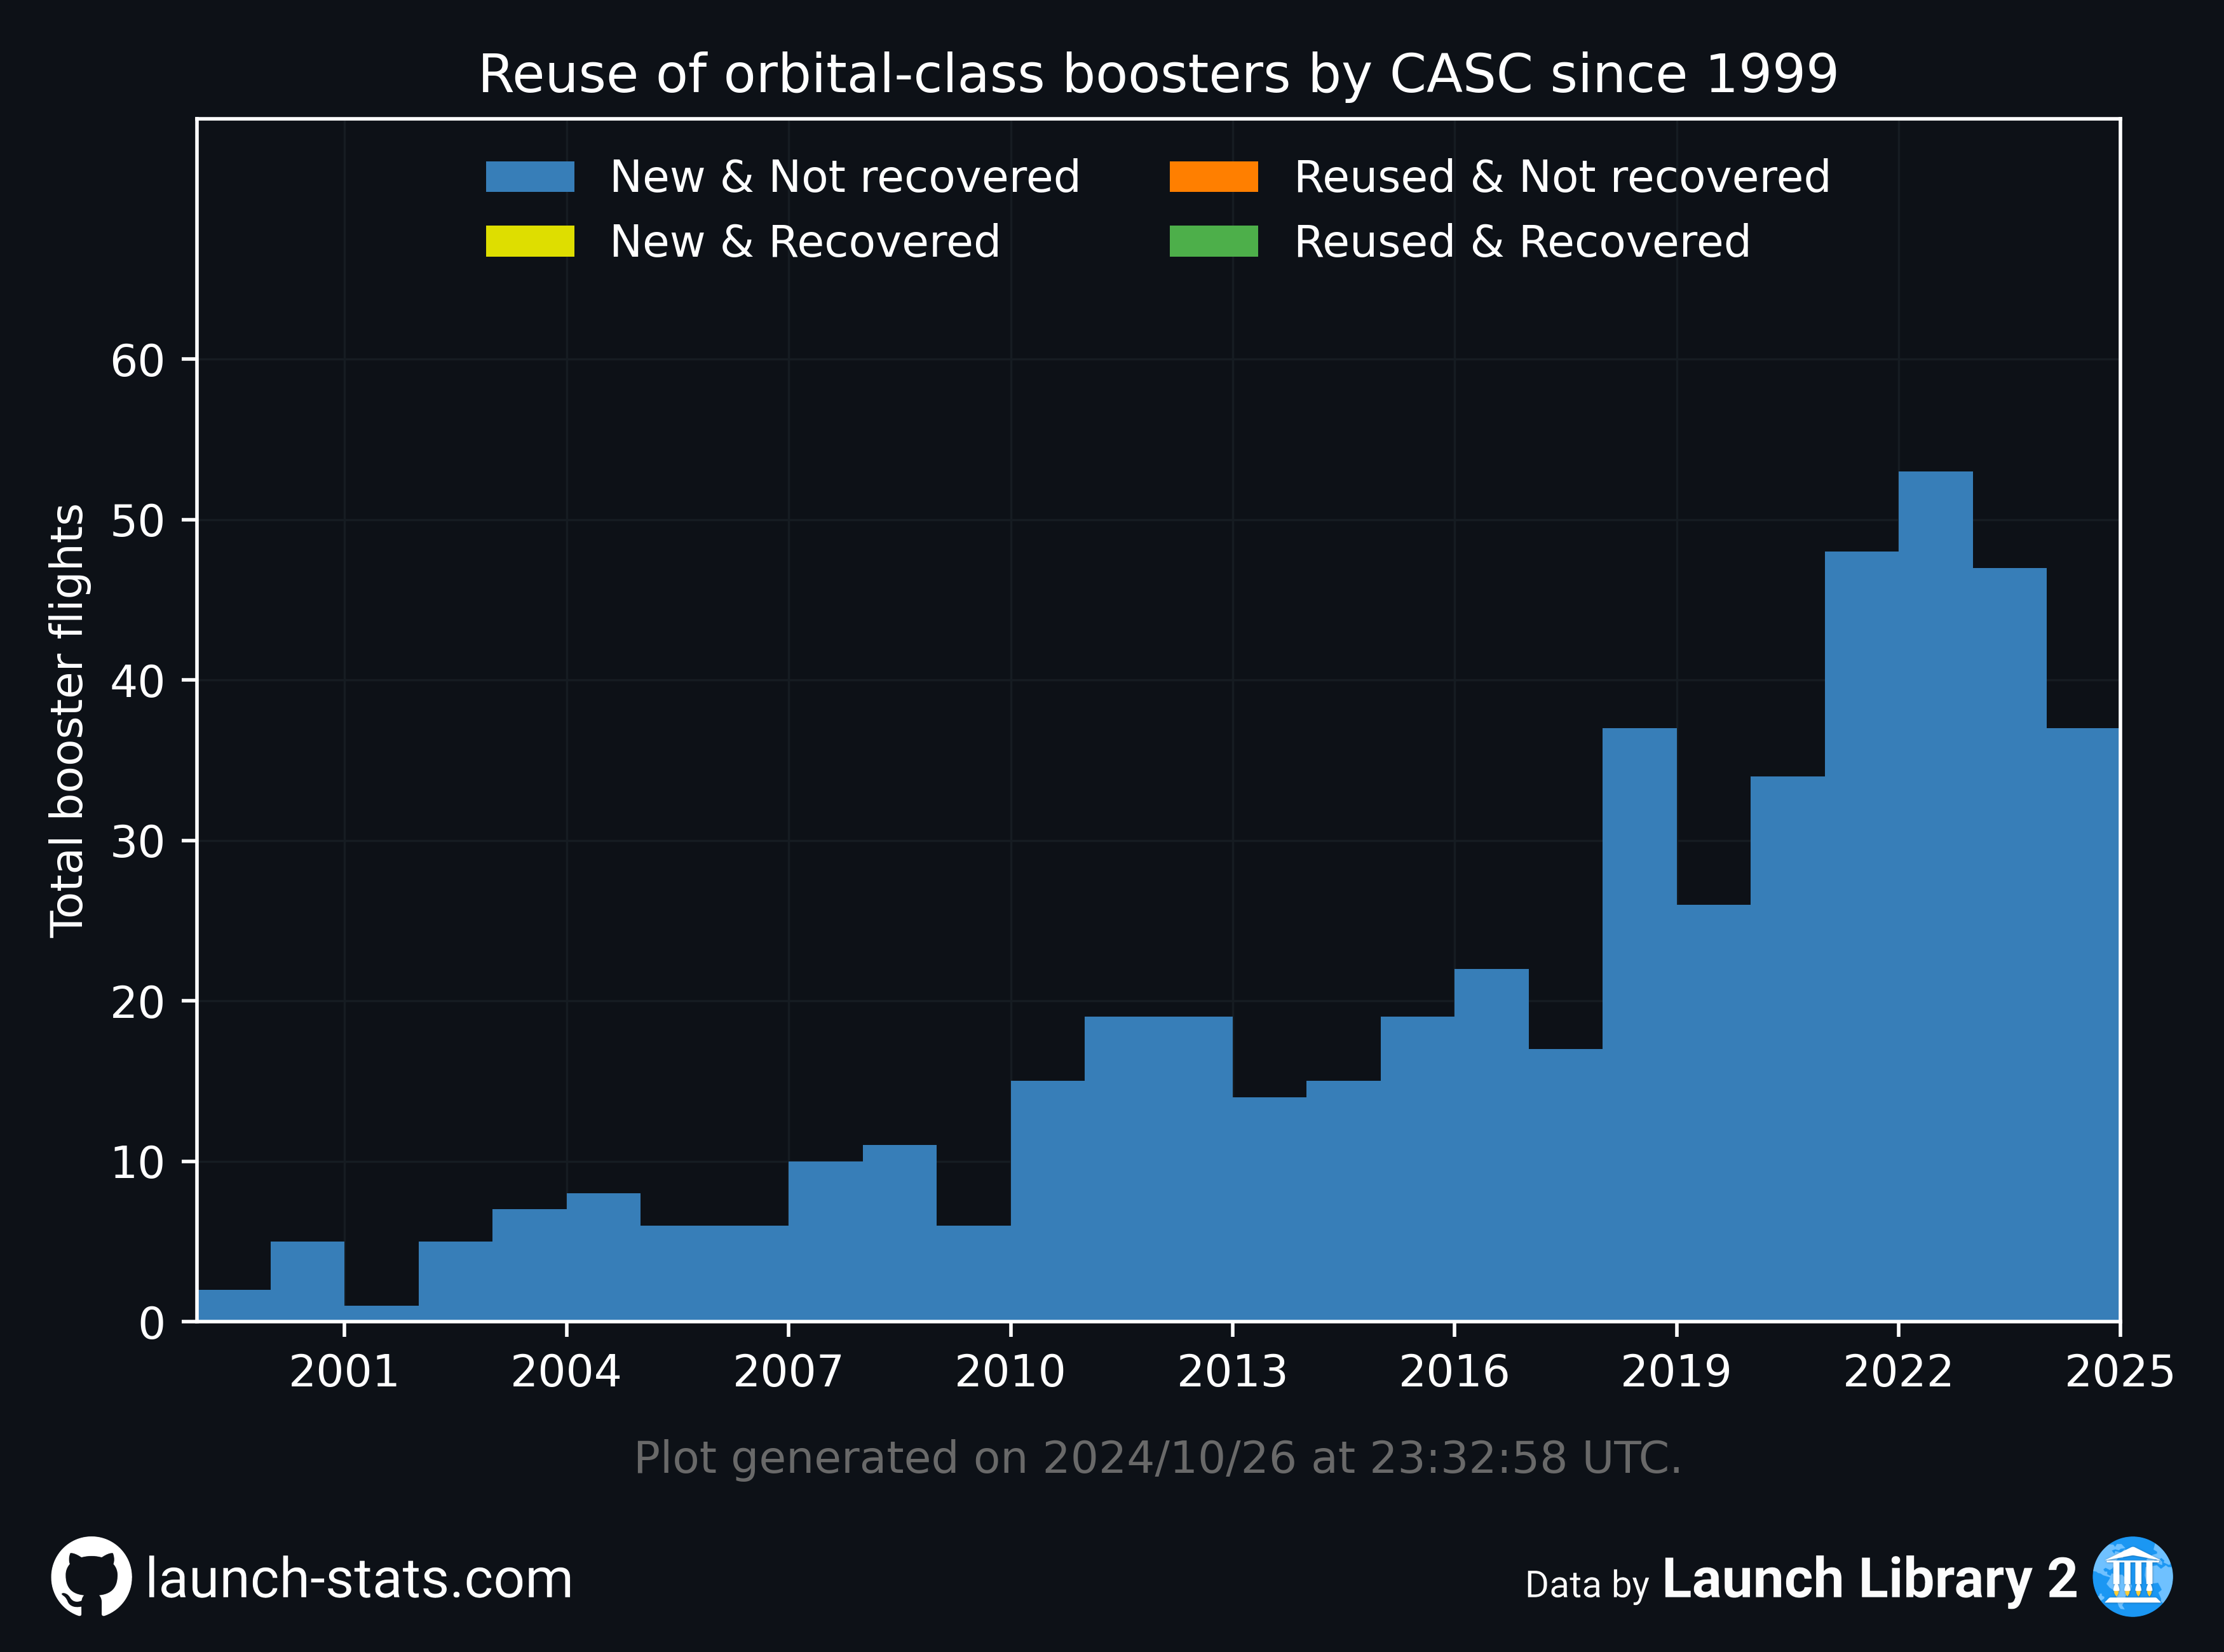 Reuse of orbital-class boosters by CASC since 1999
New & Not recovered
New & Recovered
Reused & Not recovered
Reused & Recovered
Total booster flights
60
50
40
30
20
10
0
2001 2004 2007 2010 2013 2016 2019 2022 2025
Plot generated on 2024/10/26 at 23:32:58 UTC.
launch-stats.com
Data by Launch Library 2